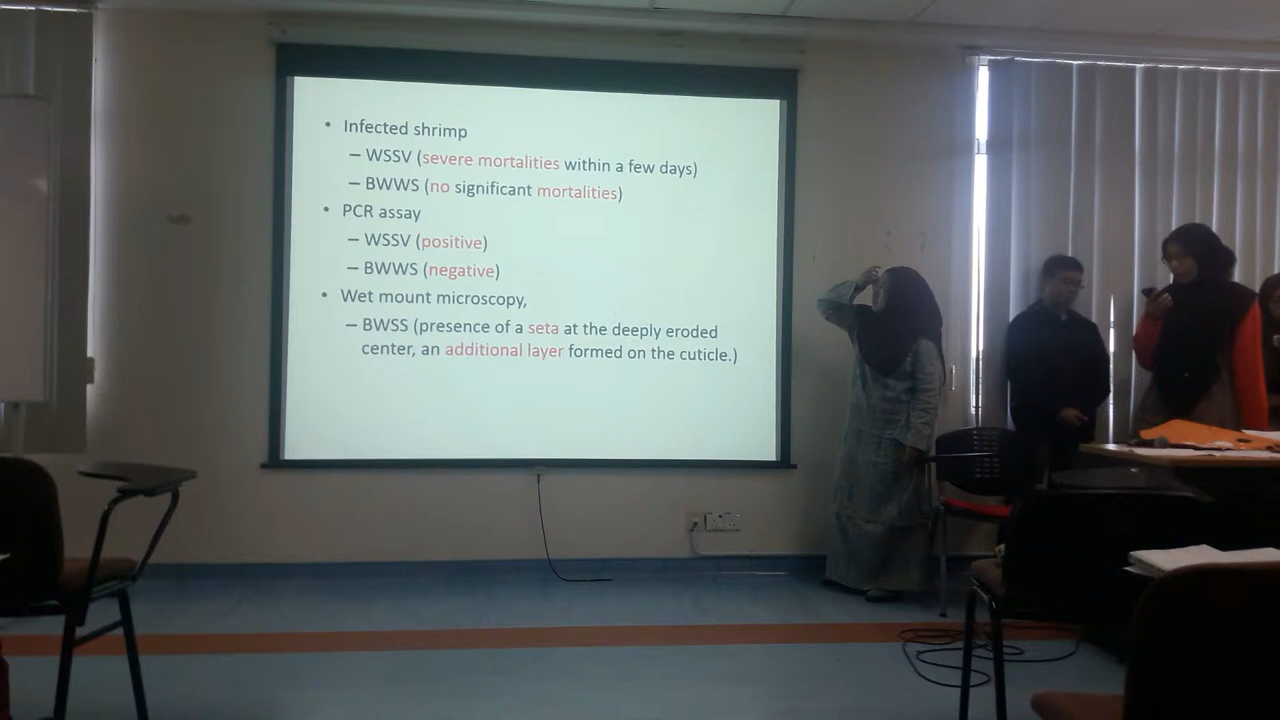 • Infected shrimp
– WSSV (severe mortalities within a few days)
– BWWS (no significant mortalities)
• PCR assay
– WSSV (positive)
– BWWS (negative)
• Wet mount microscopy,
– BWSS (presence of a seta at the deeply eroded
center, an additional layer formed on the cuticle.)